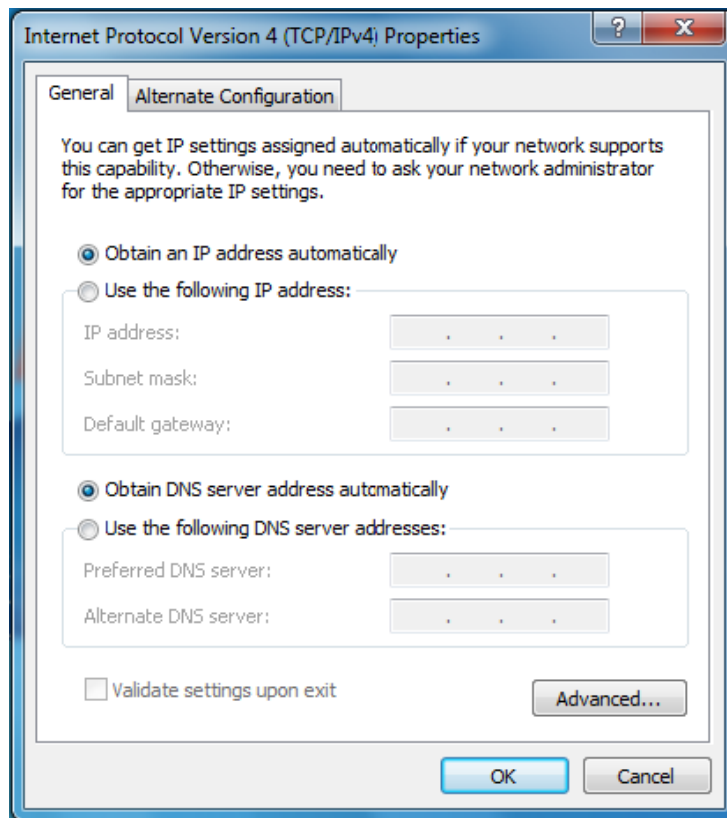 Internet Protocol Version 4 (TCP/IPv4) Properties
?
General
Alternate Configuration
You can get IP settings assigned automatically if your network supports
this capability. Otherwise, you need to ask your network administrator
for the appropriate IP settings.
Obtain an IP address automatically
Use the following IP address:
IP address:
Subnet mask:
Default gateway:
Obtain DNS server address automatically
Use the following DNS server addresses:
Preferred DNS server:
Alternate DNS server:
Validate settings upon exit
Advanced...
OK
Cancel